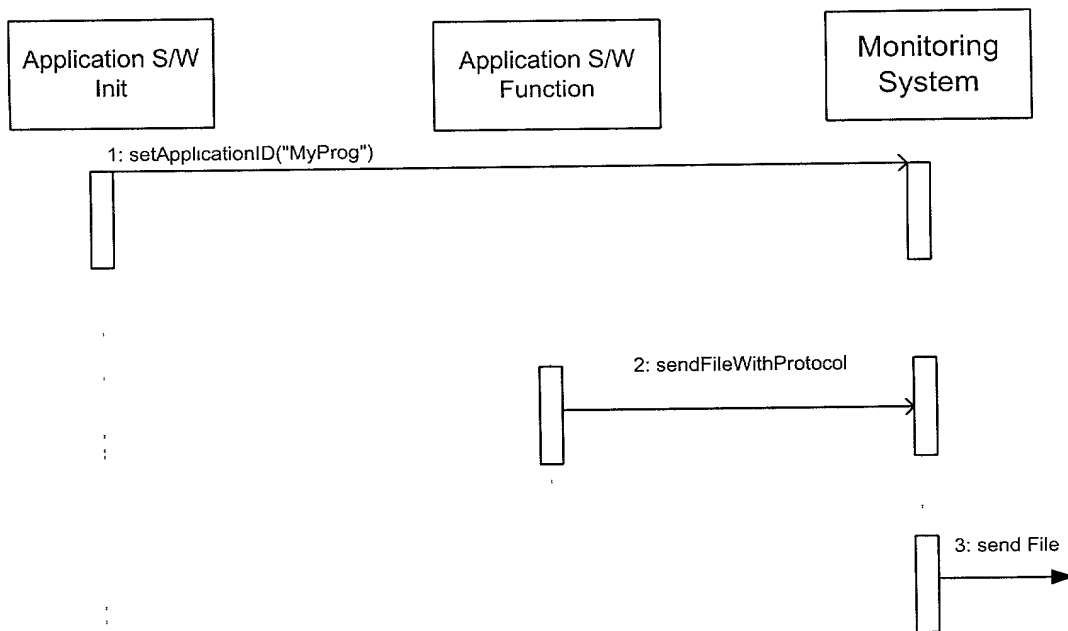 Application S/W
Init
Application S/W
Function
Monitoring
System
1: setApplicationID("MyProg")
2: sendFileWithProtocol
3: send File